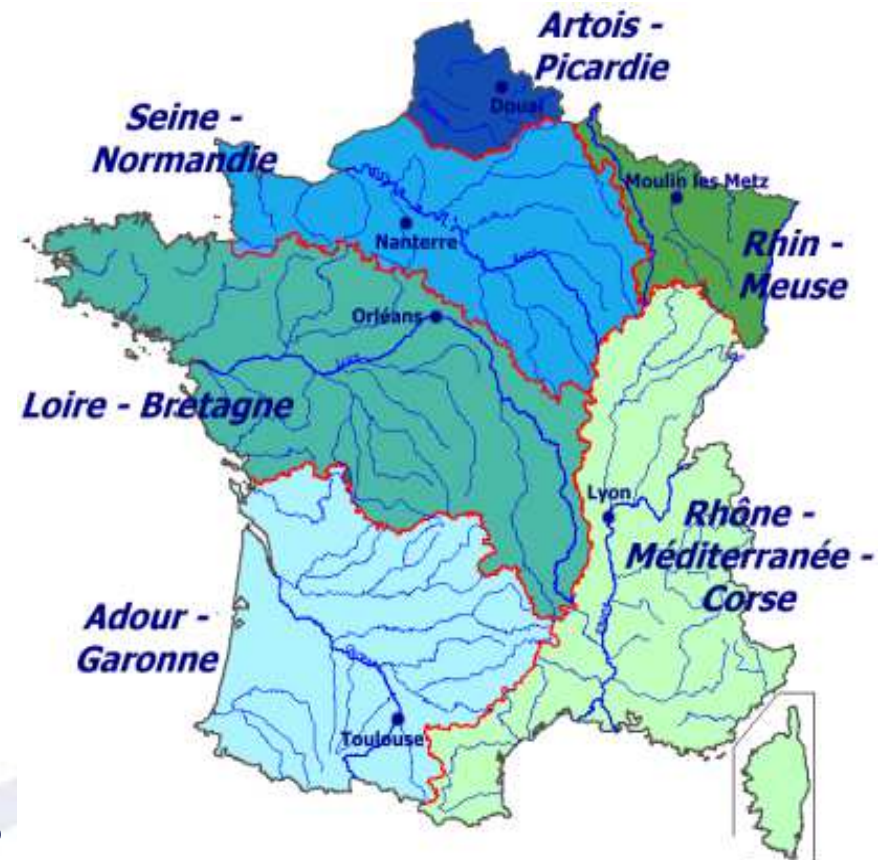 Artois -
Picardie
Douai
Seine -
Normandie
Moulin les Metz
Nanterre
Rhin -
Meuse
Orléans
Loire - Bretagne
Lyon
Rhône -
Méditerranée -
Corse
Adour -
Garonne
Toulouse